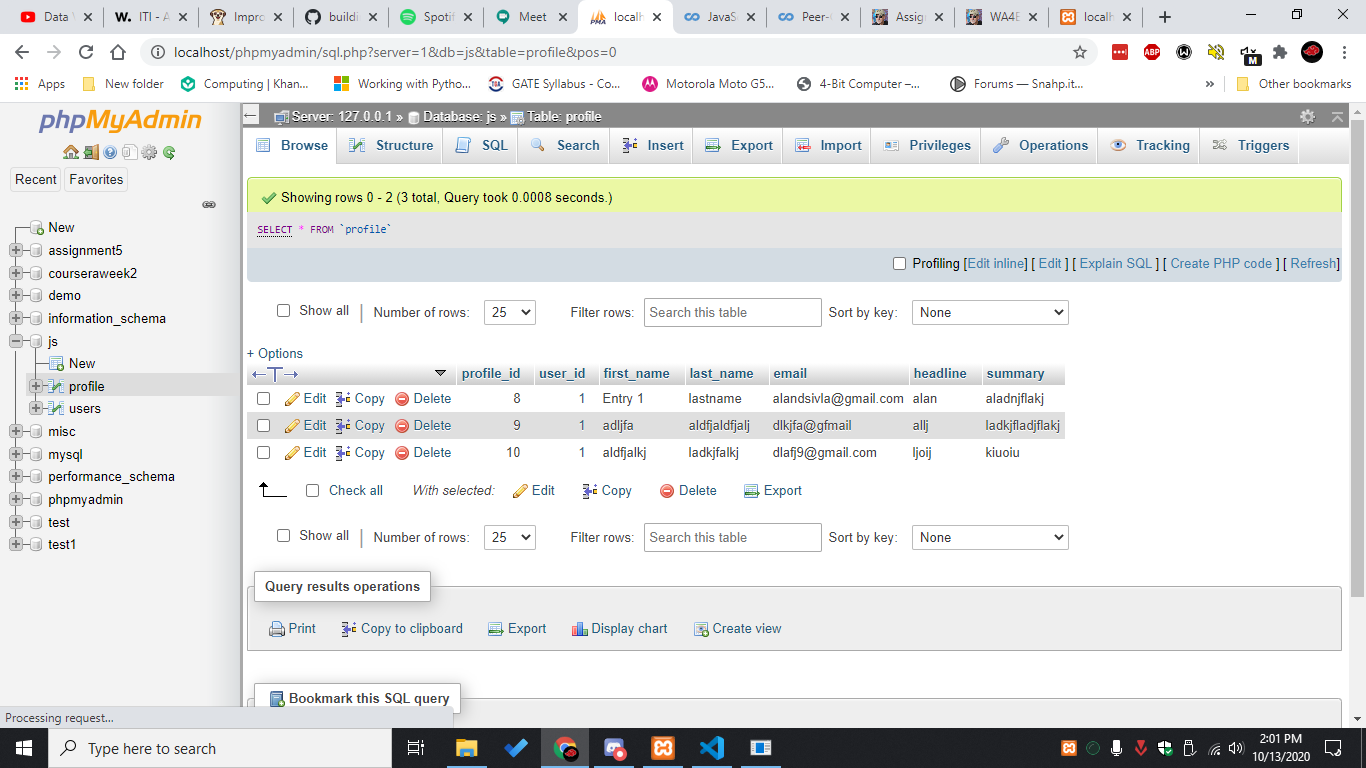 Data ITI - A Impro buildi Spotif Meet local JavaS Peer- Assig WA4E localh
localhost/phpmyadmin/sql.php?server=1&db=js&table=profile&pos=0
ABP M
Apps New folder Computing | Khan... Working with Python... GATE Syllabus - Co... Motorola Moto G5... 4-Bit Computer –... Forums — Snahp.it... » Other bookmarks
phpMyAdmin
Recent Favorites
New
assignment5
courseraweek2
demo
information_schema
js
New
profile
users
misc
mysql
performance_schema
phpmyadmin
test
test1
Server: 127.0.0.1 » Database: js » Table: profile
Browse Structure SQL Search Insert Export Import Privileges Operations Tracking Triggers
Showing rows 0 - 2 (3 total, Query took 0.0008 seconds.)
SELECT * FROM `profile`
Profiling [Edit inline] [ Edit ] [ Explain SQL ] [ Create PHP code ] [ Refresh]
Show all | Number of rows: 25 Filter rows: Search this table Sort by key: None
+ Options
profile_id user_id first_name last_name email headline summary
Edit Copy Delete 8 1 Entry 1 lastname alandsivla@gmail.com alan aladnjflakj
Edit Copy Delete 9 1 adljfa aldfjaldfjalj dlkjfa@gfmail allj ladkjfladjflakj
Edit Copy Delete 10 1 aldfjalkj ladkjfalkj dlafj9@gmail.com ljoij kiuoiu
Check all With selected: Edit Copy Delete Export
Show all | Number of rows: 25 Filter rows: Search this table Sort by key: None
Query results operations
Print Copy to clipboard Export Display chart Create view
Bookmark this SQL query
Processing request...
Type here to search
2:01 PM
10/13/2020